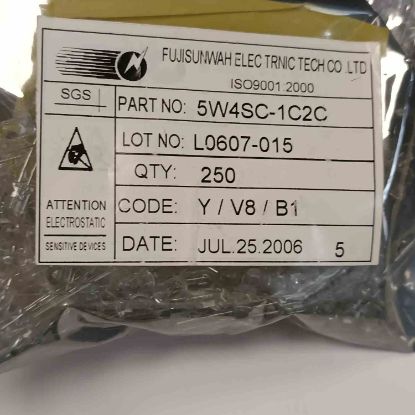 FUJISUNWAH ELEC TRNIC TECH CO .LTD
ISO9001:2000
SGS
PART NO: 5W4SC-1C2C
LOT NO: L0607-015
QTY: 250
ATTENTION
ELECTROSTATIC
SENSITIVE DEVICES
CODE: Y / V8 / B1
DATE: JUL.25.2006 5